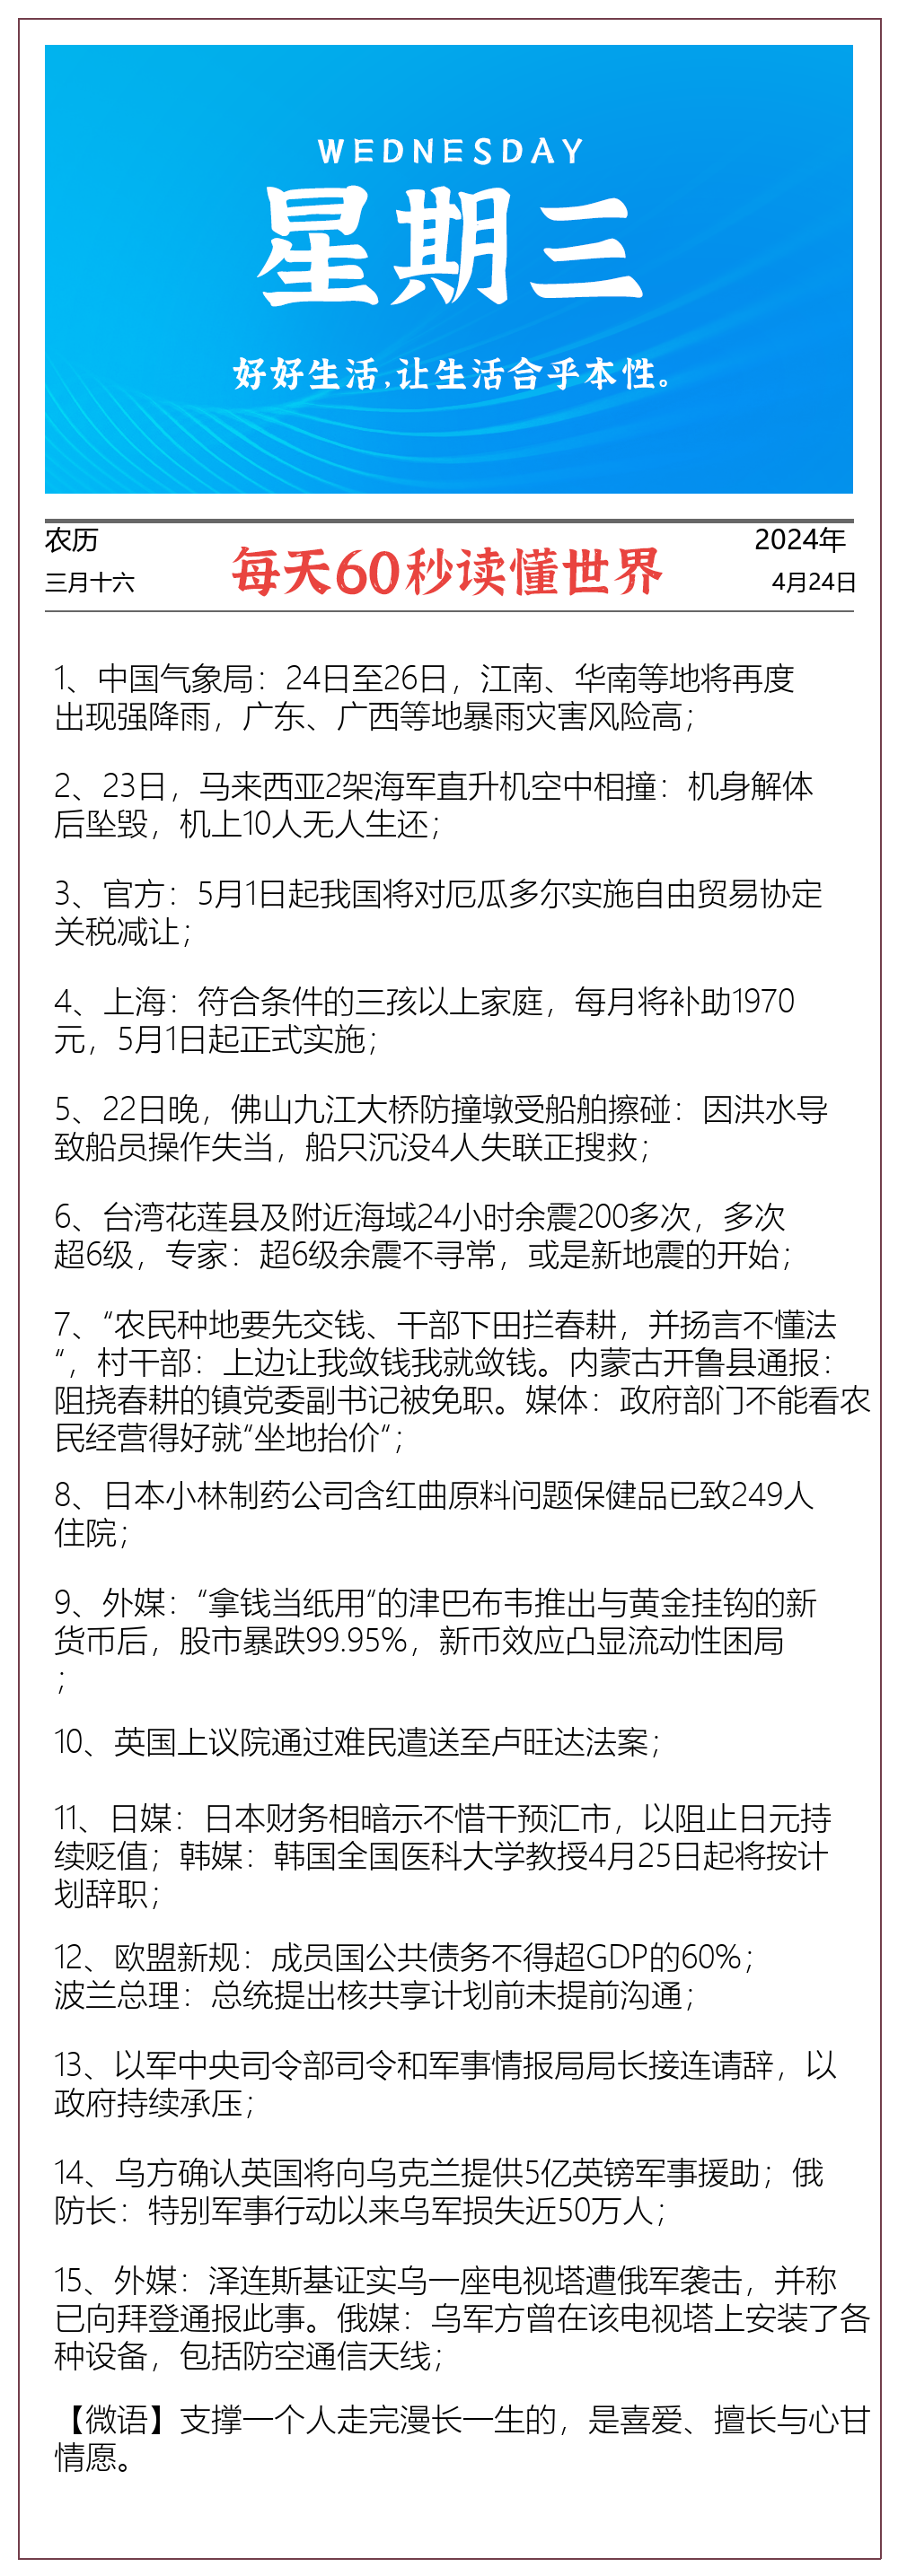 WEDNESDAY
星期三
好好生活,让生活合乎本性。
农历
2024年
每天60秒读懂世界
三月十六
4月24日
1、中国气象局：24日至26日，江南、华南等地将再度
出现强降雨，广东、广西等地暴雨灾害风险高；
2、23日，马来西亚2架海军直升机空中相撞：机身解体
后坠毁，机上10人无人生还；
3、官方：5月1日起我国将对厄瓜多尔实施自由贸易协定
关税减让；
4、上海：符合条件的三孩以上家庭，每月将补助1970
元，5月1日起正式实施；
5、22日晚，佛山九江大桥防撞墩受船舶擦碰：因洪水导
致船员操作失当，船只沉没4人失联正搜救；
6、台湾花莲县及附近海域24小时余震200多次，多次
超6级，专家：超6级余震不寻常，或是新地震的开始；
7、“农民种地要先交钱、干部下田拦春耕，并扬言不懂法
“，村干部：上边让我敛钱我就敛钱。内蒙古开鲁县通报：
阻挠春耕的镇党委副书记被免职。媒体：政府部门不能看农
民经营得好就“坐地抬价“；
8、日本小林制药公司含红曲原料问题保健品已致249人
住院；
9、外媒：“拿钱当纸用“的津巴布韦推出与黄金挂钩的新
货币后，股市暴跌99.95%，新币效应凸显流动性困局
；
10、英国上议院通过难民遣送至卢旺达法案；
11、日媒：日本财务相暗示不惜干预汇市，以阻止日元持
续贬值；韩媒：韩国全国医科大学教授4月25日起将按计
划辞职；
12、欧盟新规：成员国公共债务不得超GDP的60%；
波兰总理：总统提出核共享计划前未提前沟通；
13、以军中央司令部司令和军事情报局局长接连请辞，以
政府持续承压；
14、乌方确认英国将向乌克兰提供5亿英镑军事援助；俄
防长：特别军事行动以来乌军损失近50万人；
15、外媒：泽连斯基证实乌一座电视塔遭俄军袭击，并称
已向拜登通报此事。俄媒：乌军方曾在该电视塔上安装了各
种设备，包括防空通信天线；
【微语】支撑一个人走完漫长一生的，是喜爱、擅长与心甘
情愿。